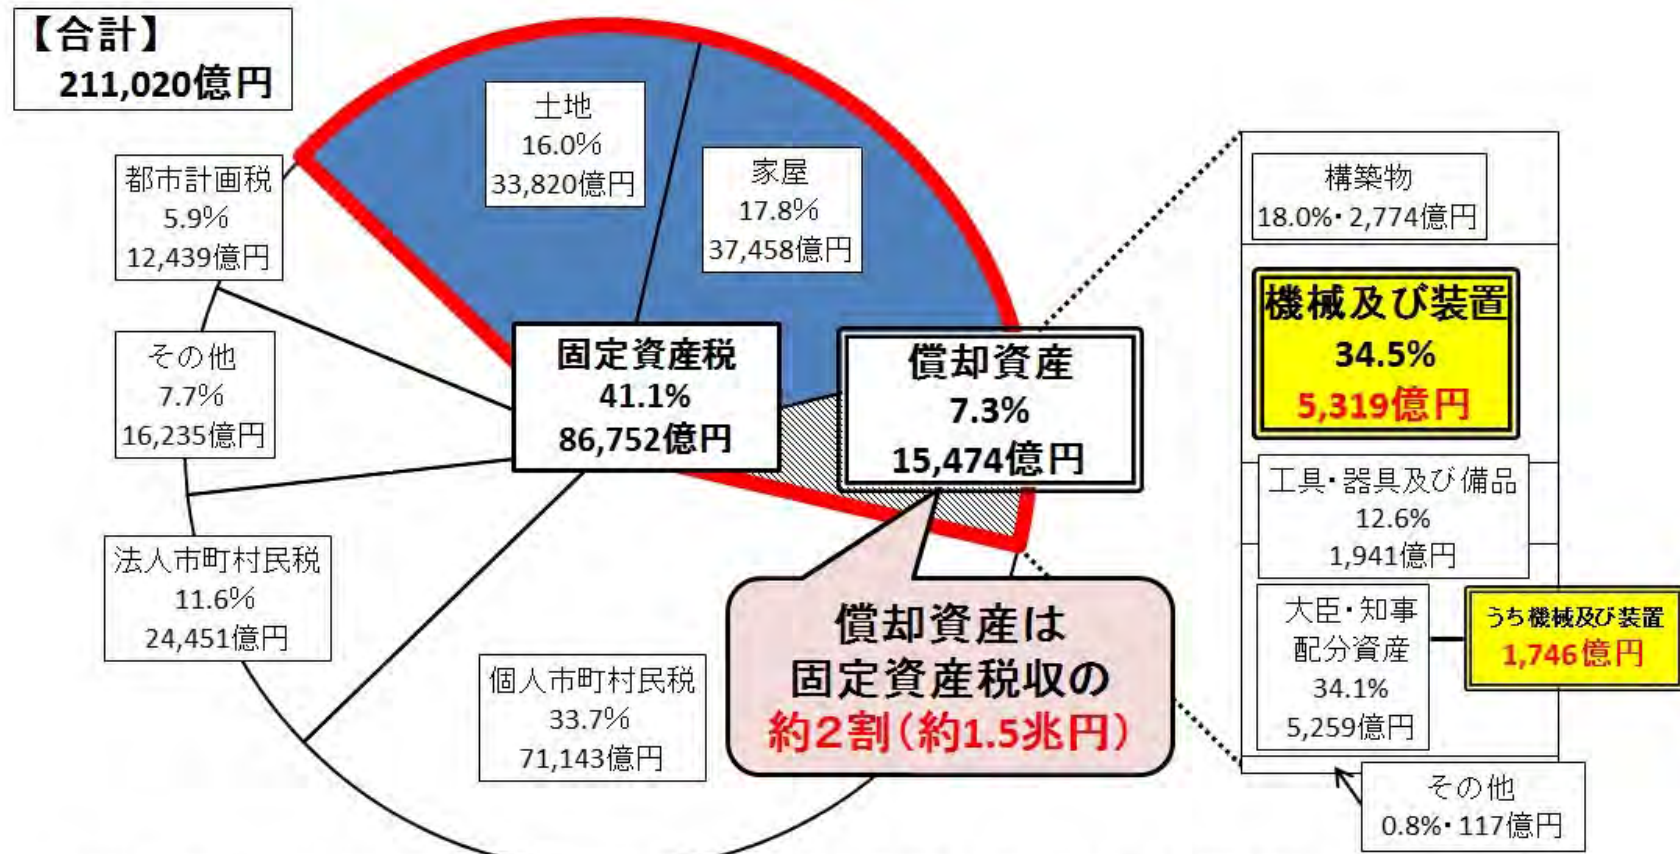 【合計】
211,020億円
土地
16.0％
33,820億円
家屋
17.8％
37,458億円
都市計画税
5.9％
12,439億円
その他
7.7％
16,235億円
法人市町村民税
11.6％
24,451億円
個人市町村民税
33.7％
71,143億円
固定資産税
41.1％
86,752億円
償却資産
7.3％
15,474億円
償却資産は
固定資産税収の
約２割（約1.5兆円）
構築物
18.0％・2,774億円
機械及び装置
34.5％
5,319億円
工具・器具及び備品
12.6％
1,941億円
大臣・知事
配分資産
34.1％
5,259億円
うち機械及び装置
1,746億円
その他
0.8％・117億円